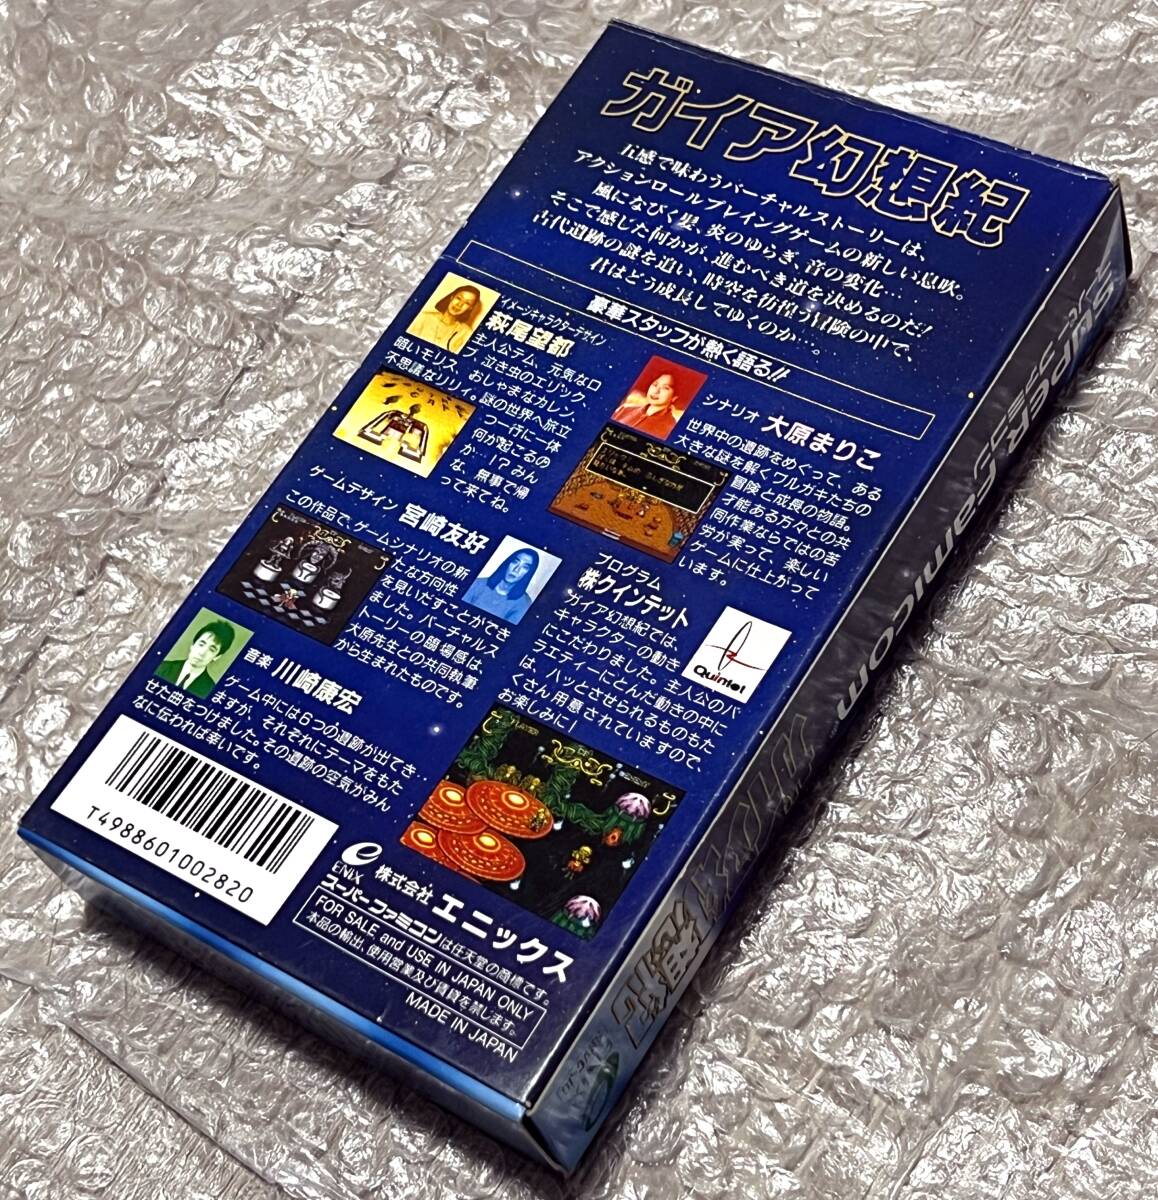 ガイア幻想紀
五感で味わうバーチャルストーリー
アクションロールプレイングゲームの新しい息吹。
風になびく髪、炎のゆらぎ、音の変化…
そこで感じた何かが、進むべき道を決めるのだ!
古代遺跡の謎を追い、時空を彷徨う冒険の中で、
君はどう成長してゆくのか…。
豪華スタッフが熱く語る!!
イメージキャラクターデザイン
萩尾望都
主人公テム、元気なロ
ブ、泣き虫のエリック、
暗いモリス、おしゃまなカレン、
不思議なリリィ。謎の世界へ旅立
つ一行に一体
何が起こるの
か…!?みん
な、無事で帰
って来てね。
シナリオ 大原まりこ
世界中の遺跡をめぐって、ある
大きな謎を解くワルガキたちの
冒険と成長の物語。
才能ある方々との共
同作業ならではの苦
労が実って、楽しい
ゲームに仕上がって
います。
ゲームデザイン 宮崎友好
この作品で、ゲームシナリオの新
たな方向性
を見いだすことができ
ました。バーチャルス
トーリーの臨場感は、
大原先生との共同執筆
から生まれたものです。
プログラム
㈱クインテット
ガイア幻想紀では、
キャラクターの動き
にこだわりました。主人公のバ
ラエティーにとんだ動きの中に
は、ハッとさせられるものもた
くさん用意されていますので、
お楽しみに!
Quintet
音楽 川崎康宏
ゲーム中には6つの遺跡が出てき
ますが、それぞれにテーマをもた
せた曲をつけました。その遺跡の空気がみん
なに伝われば幸いです。
T4988601002820
ENIX
株式会社 エニックス
スーパーファミコンは任天堂の商標です。
FOR SALE and USE IN JAPAN ONLY
本品の輸出、使用営業及び賃貸を禁じます。
MADE IN JAPAN
SUPER Famicom